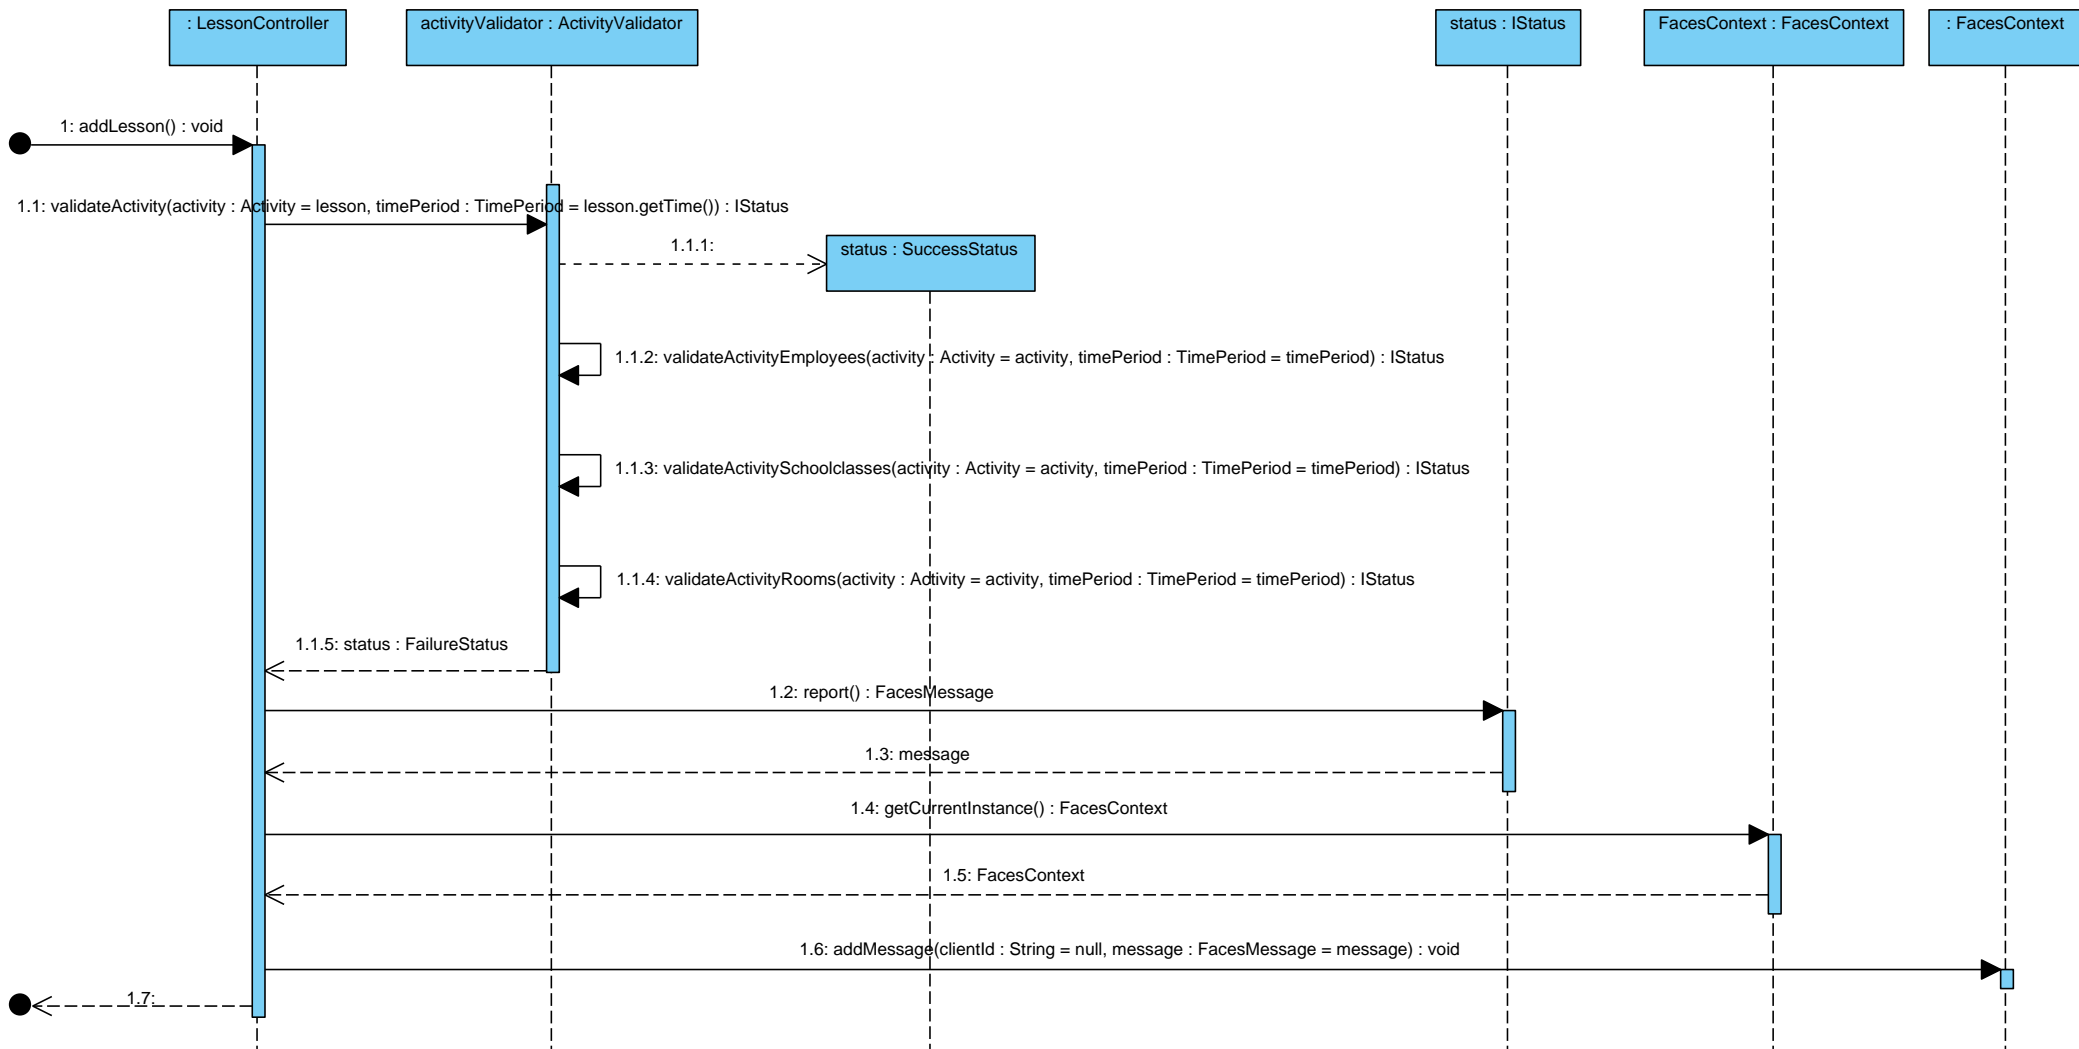 : LessonController
activityValidator : ActivityValidator
status : IStatus
FacesContext : FacesContext
: FacesContext
1: addLesson() : void
1.1: validateActivity(activity : Activity = lesson, timePeriod : TimePeriod = lesson.getTime()) : IStatus
1.1.1:
status : SuccessStatus
1.1.2: validateActivityEmployees(activity : Activity = activity, timePeriod : TimePeriod = timePeriod) : IStatus
1.1.3: validateActivitySchoolclasses(activity : Activity = activity, timePeriod : TimePeriod = timePeriod) : IStatus
1.1.4: validateActivityRooms(activity : Activity = activity, timePeriod : TimePeriod = timePeriod) : IStatus
1.1.5: status : FailureStatus
1.2: report() : FacesMessage
1.3: message
1.4: getCurrentInstance() : FacesContext
1.5: FacesContext
1.6: addMessage(clientId : String = null, message : FacesMessage = message) : void
1.7: